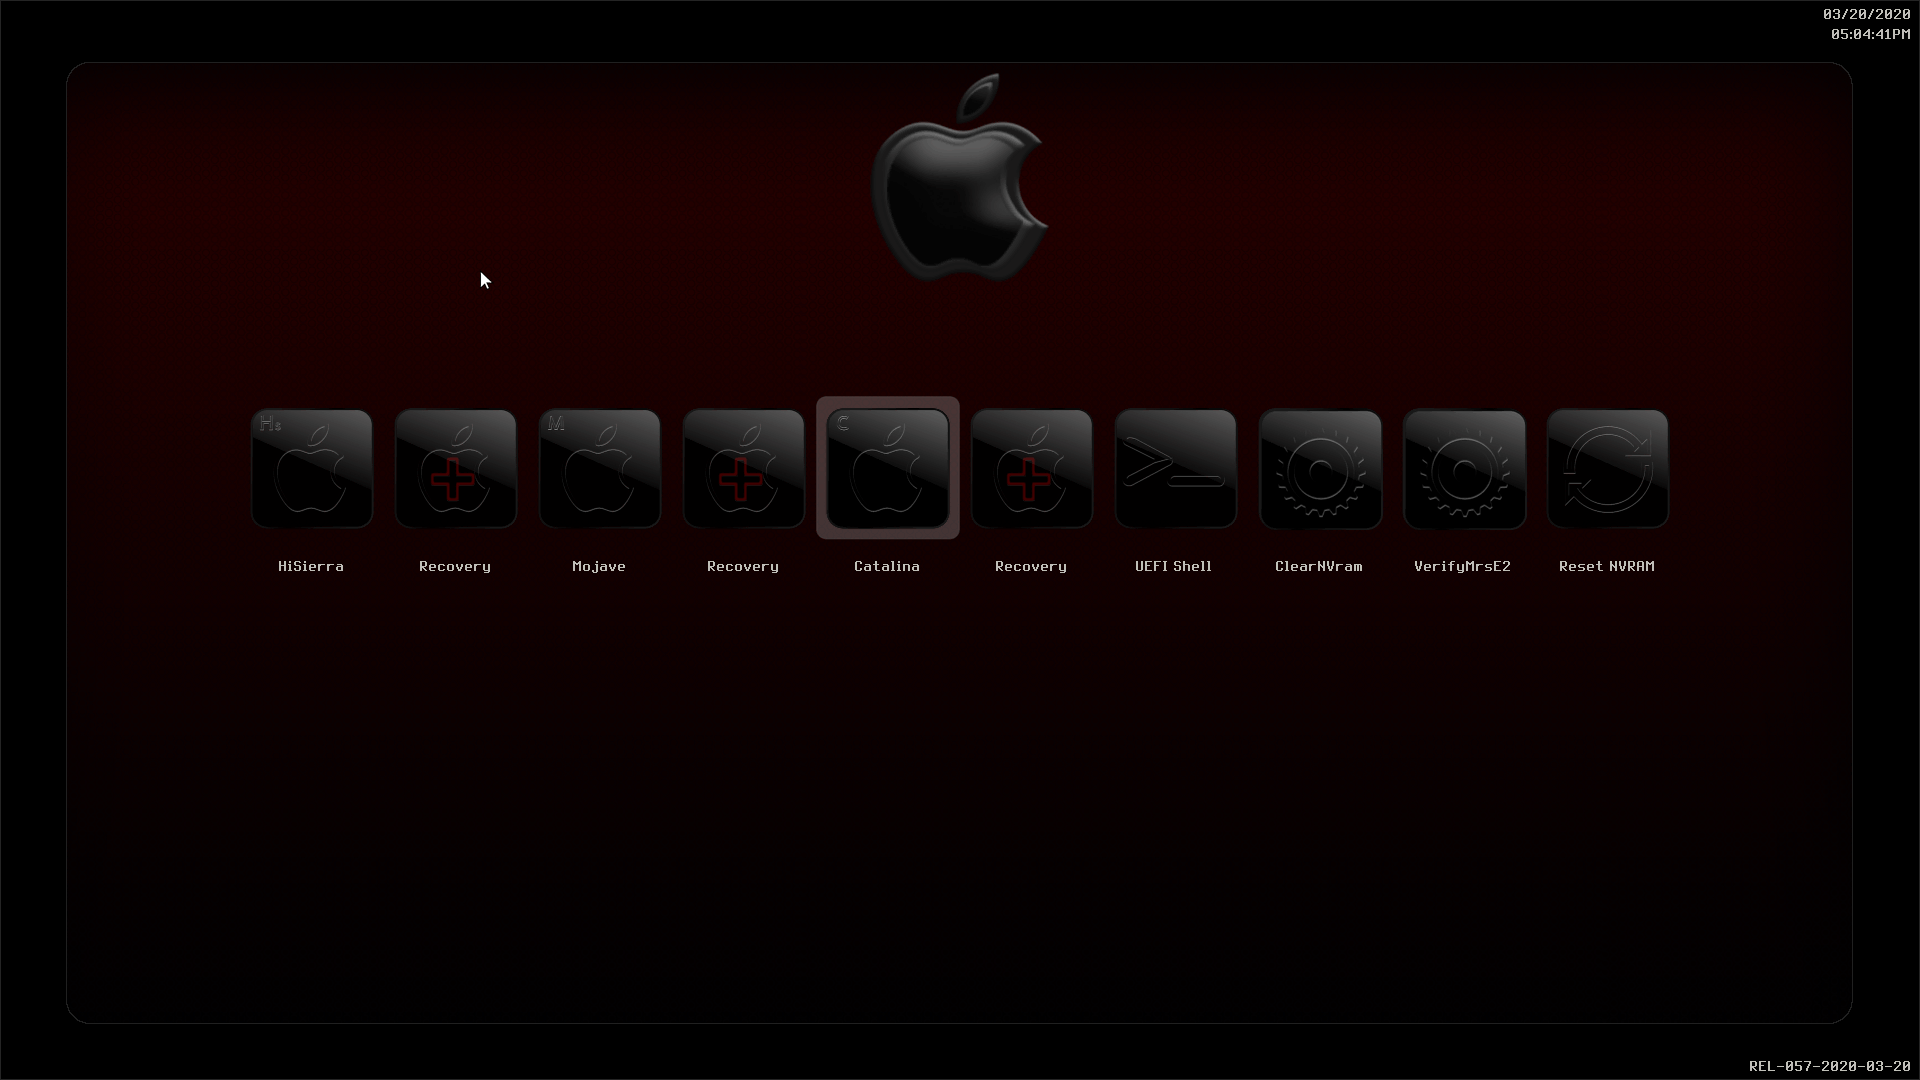 03/20/2020
05:04:41PM
Hs
M
C
HiSierra
Recovery
Mojave
Recovery
Catalina
Recovery
UEFI Shell
ClearNVram
VerifyMrsE2
Reset NVRAM
REL-057-2020-03-20